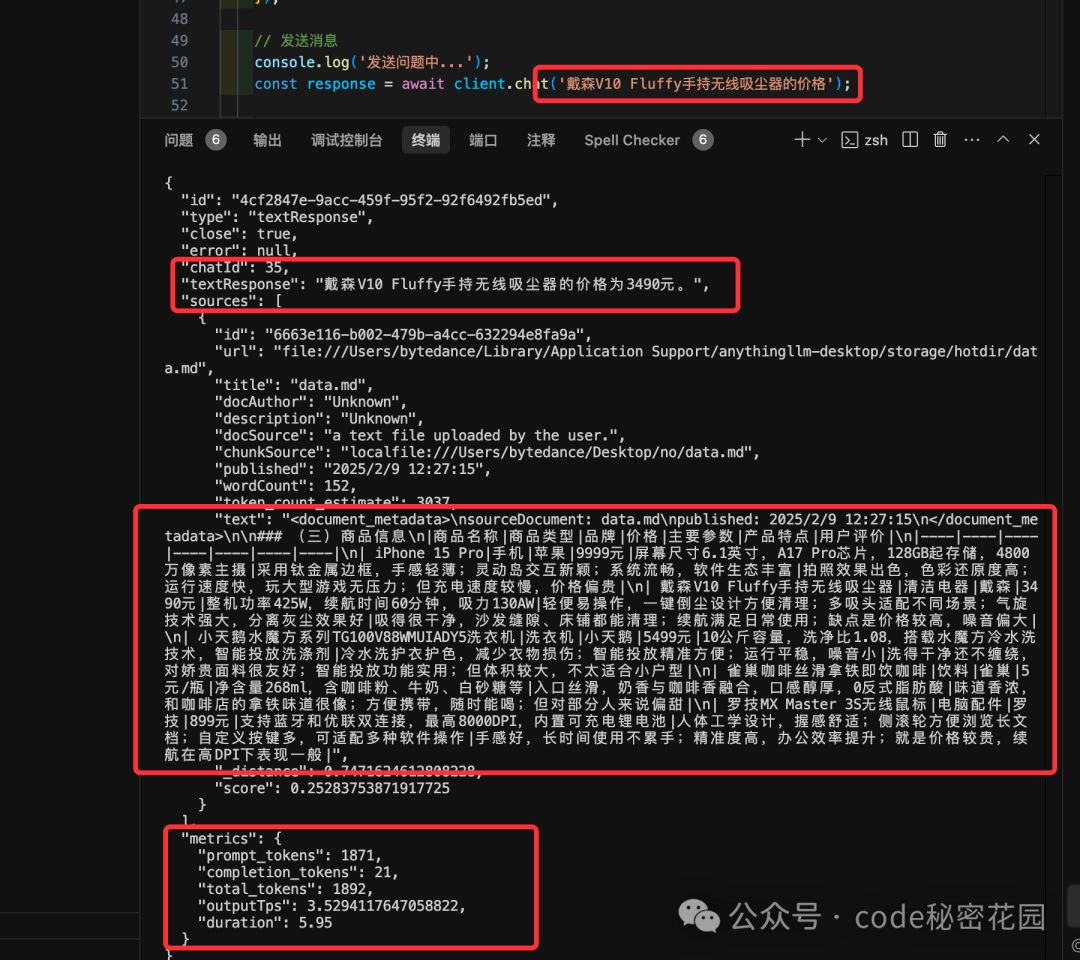 48
49 // 发送消息
50 console.log('发送问题中...');
51 const response = await client.chat('戴森V10 Fluffy手持无线吸尘器的价格');
52
问题 6 输出 调试控制台 终端 端口 注释 Spell Checker 6 zsh
{
"id": "4cf2847e-9acc-459f-95f2-92f6492fb5ed",
"type": "textResponse",
"close": true,
"error": null,
"chatId": 35,
"textResponse": "戴森V10 Fluffy手持无线吸尘器的价格为3490元。",
"sources": [
{
"id": "6663e116-b002-479b-a4cc-632294e8fa9a",
"url": "file:///Users/bytedance/Library/Application Support/anythingllm-desktop/storage/hotdir/dat
a.md",
"title": "data.md",
"docAuthor": "Unknown",
"description": "Unknown",
"docSource": "a text file uploaded by the user.",
"chunkSource": "localfile:///Users/bytedance/Desktop/no/data.md",
"published": "2025/2/9 12:27:15",
"wordCount": 152,
"token_count_estimate": 3037,
"text": "<document_metadata>\nsourceDocument: data.md\npublished: 2025/2/9 12:27:15\n</document_me
tadata>\n\n### （三）商品信息\n|商品名称|商品类型|品牌|价格|主要参数|产品特点|用户评价|\n|----|----|----
|----|----|----|----|\n| iPhone 15 Pro|手机|苹果|9999元|屏幕尺寸6.1英寸，A17 Pro芯片，128GB起存储，4800
万像素主摄|采用钛金属边框，手感轻薄；灵动岛交互新颖；系统流畅，软件生态丰富|拍照效果出色，色彩还原度高；
运行速度快，玩大型游戏无压力；但充电速度较慢，价格偏贵|\n| 戴森V10 Fluffy手持无线吸尘器|清洁电器|戴森|34
90元|整机功率425W，续航时间60分钟，吸力130AW|轻便易操作，一键倒尘设计方便清理；多吸头适配不同场景；气旋
技术强大，分离灰尘效果好|吸得很干净，沙发缝隙、床铺都能清理；续航满足日常使用；缺点是价格较高，噪音偏大|
\n| 小天鹅水魔方系列TG100V88WMUIADY5洗衣机|洗衣机|小天鹅|5499元|10公斤容量，洗净比1.08，搭载水魔方冷水洗
技术，智能投放洗涤剂|冷水洗护衣护色，减少衣物损伤；智能投放精准方便；运行平稳，噪音小|洗得干净还不缠绕，
对娇贵面料很友好；智能投放功能实用；但体积较大，不太适合小户型|\n| 雀巢咖啡丝滑拿铁即饮咖啡|饮料|雀巢|5
元/瓶|净含量268ml，含咖啡粉、牛奶、白砂糖等|入口丝滑，奶香与咖啡香融合，口感醇厚，0反式脂肪酸|味道香浓，
和咖啡店的拿铁味道很像；方便携带，随时能喝；但对部分人来说偏甜|\n| 罗技MX Master 3S无线鼠标|电脑配件|罗
技|899元|支持蓝牙和优联双连接，最高8000DPI，内置可充电锂电池|人体工学设计，握感舒适；侧滚轮方便浏览长文
档；自定义按键多，可适配多种软件操作|手感好，长时间使用不累手；精准度高，办公效率提升；就是价格较贵，续
航在高DPI下表现一般|",
"_distance": 0.7471624612808228,
"score": 0.25283753871917725
}
],
"metrics": {
"prompt_tokens": 1871,
"completion_tokens": 21,
"total_tokens": 1892,
"outputTps": 3.5294117647058822,
"duration": 5.95
}
}
公众号 · code秘密花园